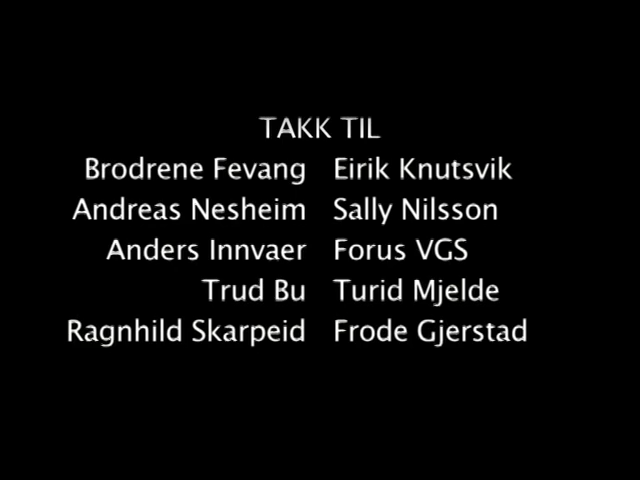 TAKK TIL
Brodrene Fevang Eirik Knutsvik
Andreas Nesheim Sally Nilsson
Anders Innvaer Forus VGS
Trud Bu Turid Mjelde
Ragnhild Skarpeid Frode Gjerstad